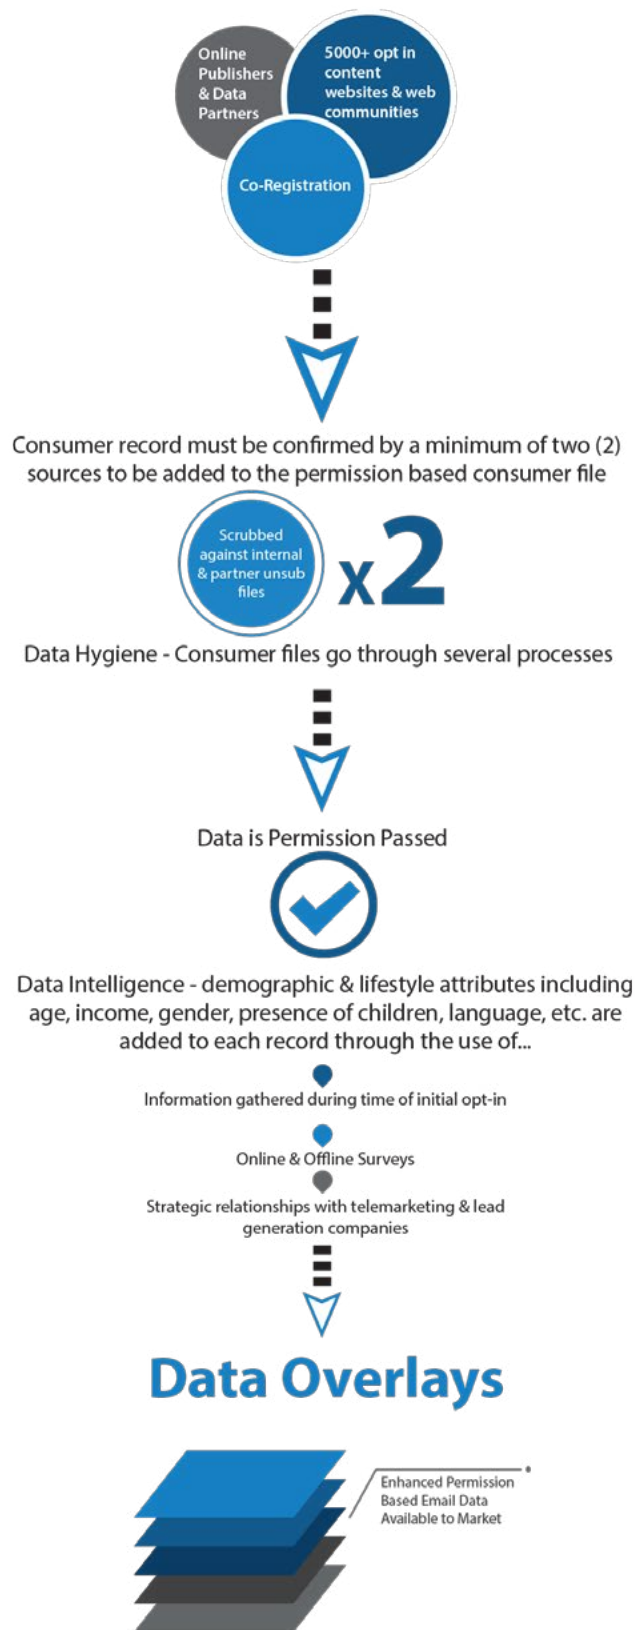 Online
Publishers
& Data
Partners
5000+ opt in
content
websites & web
communities
Co-Registration
Consumer record must be confirmed by a minimum of two (2)
sources to be added to the permission based consumer file
Scrubbed
against internal
& partner unsub
files
x2
Data Hygiene - Consumer files go through several processes
Data is Permission Passed
Data Intelligence - demographic & lifestyle attributes including
age, income, gender, presence of children, language, etc. are
added to each record through the use of...
Information gathered during time of initial opt-in
Online & Offline Surveys
Strategic relationships with telemarketing & lead
generation companies
Data Overlays
Enhanced Permission
Based Email Data
Available to Market